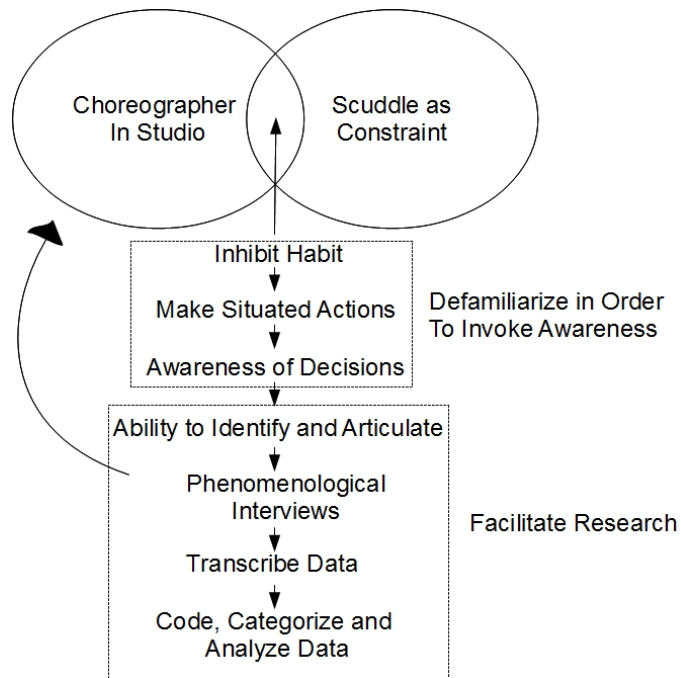 Choreographer
In Studio
Scuddle as
Constraint
Inhibit Habit
Make Situated Actions
Awareness of Decisions
Defamiliarize in Order
To Invoke Awareness
Ability to Identify and Articulate
Phenomenological
Interviews
Transcribe Data
Code, Categorize and
Analyze Data
Facilitate Research